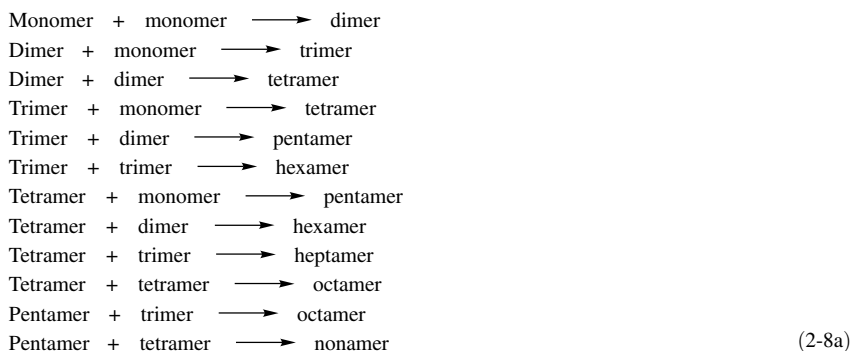 Monomer + monomer ⟶ dimer
Dimer + monomer ⟶ trimer
Dimer + dimer ⟶ tetramer
Trimer + monomer ⟶ tetramer
Trimer + dimer ⟶ pentamer
Trimer + trimer ⟶ hexamer
Tetramer + monomer ⟶ pentamer
Tetramer + dimer ⟶ hexamer
Tetramer + trimer ⟶ heptamer
Tetramer + tetramer ⟶ octamer
Pentamer + trimer ⟶ octamer
Pentamer + tetramer ⟶ nonamer (2-8a)